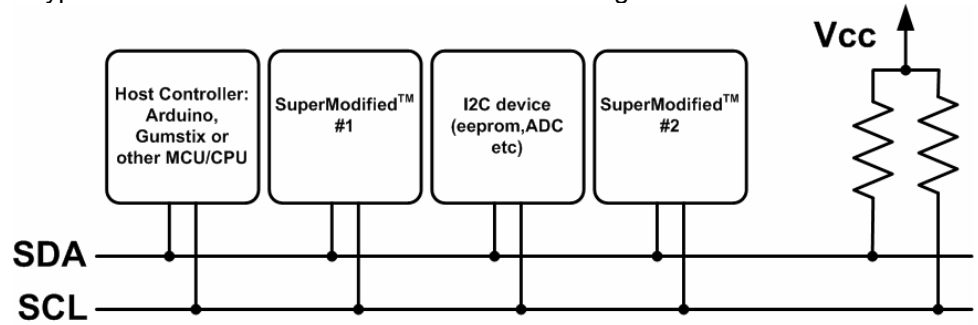 Vcc
Host Controller:
Arduino,
Gumstix or
other MCU/CPU
SuperModified™
#1
I2C device
(eeprom,ADC
etc)
SuperModified™
#2
SDA
SCL